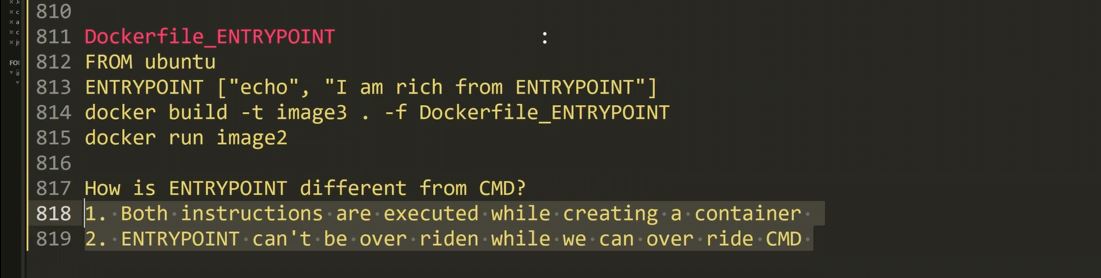 810
811 Dockerfile_ENTRYPOINT :
812 FROM ubuntu
813 ENTRYPOINT ["echo", "I am rich from ENTRYPOINT"]
814 docker build -t image3 . -f Dockerfile_ENTRYPOINT
815 docker run image2
816
817 How is ENTRYPOINT different from CMD?
818 1. Both instructions are executed while creating a container
819 2. ENTRYPOINT can't be over riden while we can over ride CMD